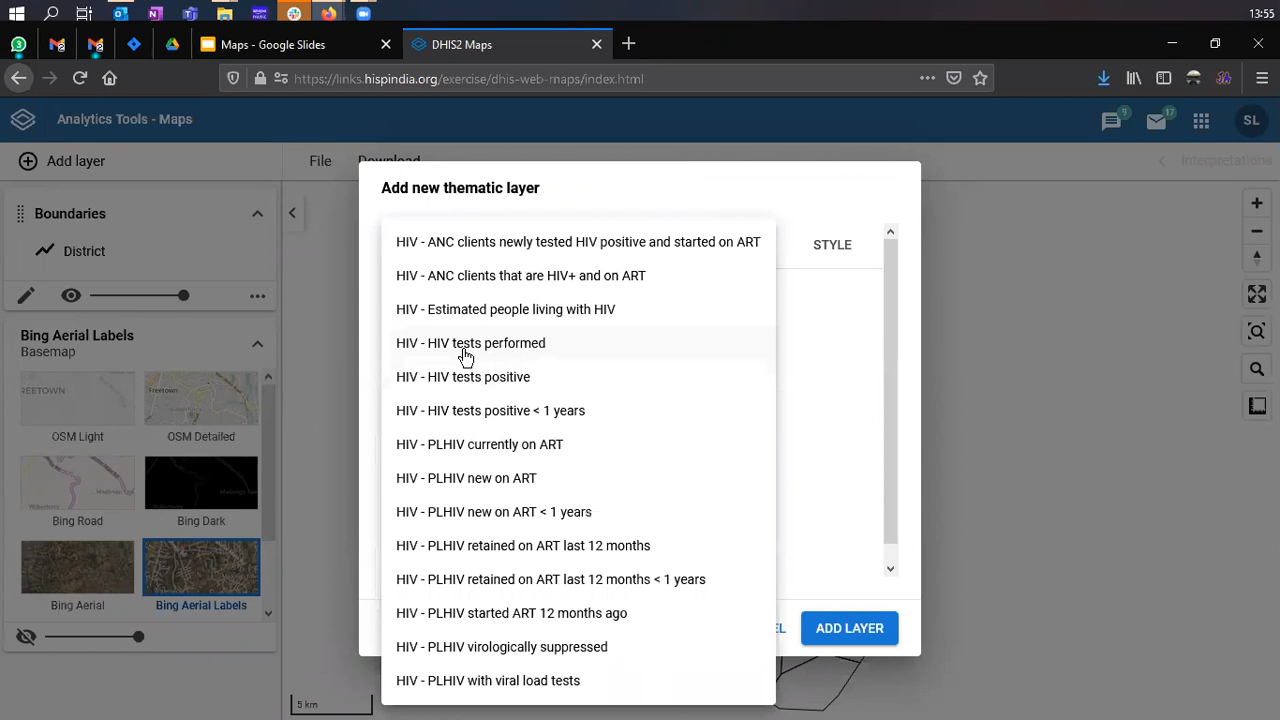 13:55
Maps - Google Slides
DHIS2 Maps
https://links.hispindia.org/exercise/dhis-web-maps/index.html
Analytics Tools - Maps
9
17
SL
Add layer
File
Download
Interpretations
Boundaries
District
Bing Aerial Labels
Basemap
OSM Light
OSM Detailed
Bing Road
Bing Dark
Bing Aerial
Bing Aerial Labels
Add new thematic layer
STYLE
HIV - ANC clients newly tested HIV positive and started on ART
HIV - ANC clients that are HIV+ and on ART
HIV - Estimated people living with HIV
HIV - HIV tests performed
HIV - HIV tests positive
HIV - HIV tests positive < 1 years
HIV - PLHIV currently on ART
HIV - PLHIV new on ART
HIV - PLHIV new on ART < 1 years
HIV - PLHIV retained on ART last 12 months
HIV - PLHIV retained on ART last 12 months < 1 years
HIV - PLHIV started ART 12 months ago
HIV - PLHIV virologically suppressed
HIV - PLHIV with viral load tests
EL
ADD LAYER
5 km